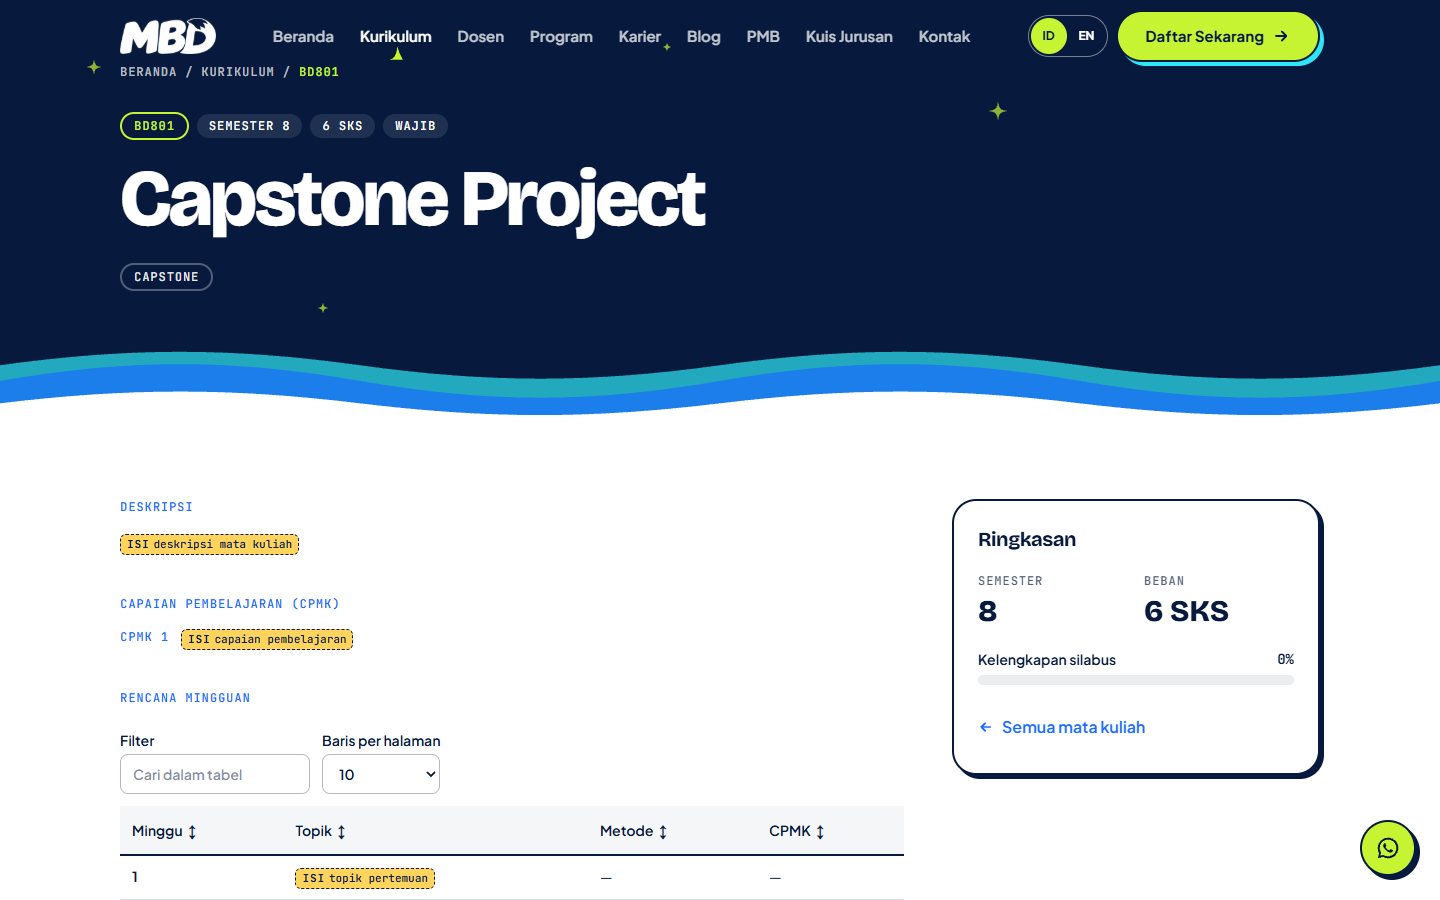 MBD Beranda Kurikulum Dosen Program Karier Blog PMB Kuis Jurusan Kontak ID EN Daftar Sekarang →
BERANDA / KURIKULUM / BD801
BD801 SEMESTER 8 6 SKS WAJIB
Capstone Project
CAPSTONE
DESKRIPSI
ISI deskripsi mata kuliah
CAPAIAN PEMBELAJARAN (CPMK)
CPMK 1 ISI capaian pembelajaran
RENCANA MINGGUAN
Filter Baris per halaman
Cari dalam tabel 10
Minggu ↕ Topik ↕ Metode ↕ CPMK ↕
1 ISI topik pertemuan — —
Ringkasan
SEMESTER BEBAN
8 6 SKS
Kelengkapan silabus 0%
← Semua mata kuliah